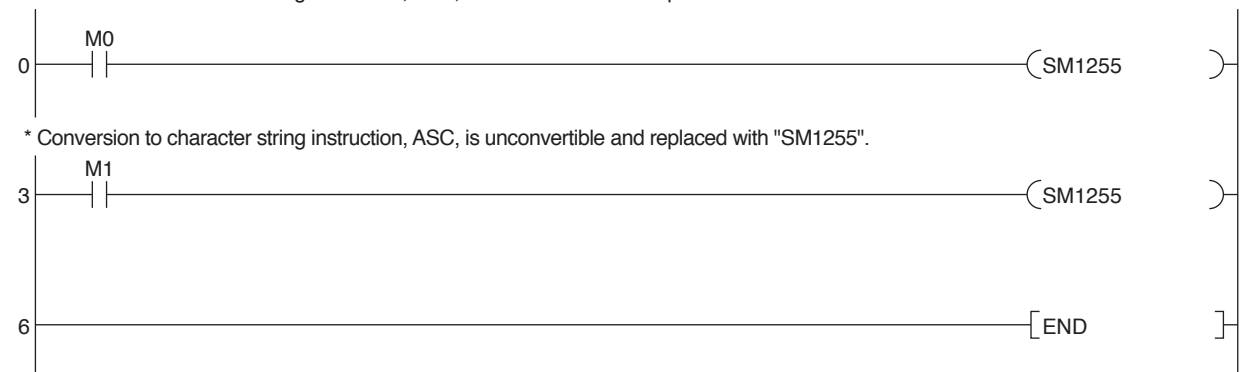 M0
0 SM1255
* Conversion to character string instruction, ASC, is unconvertible and replaced with "SM1255".
M1
3 SM1255
6 END